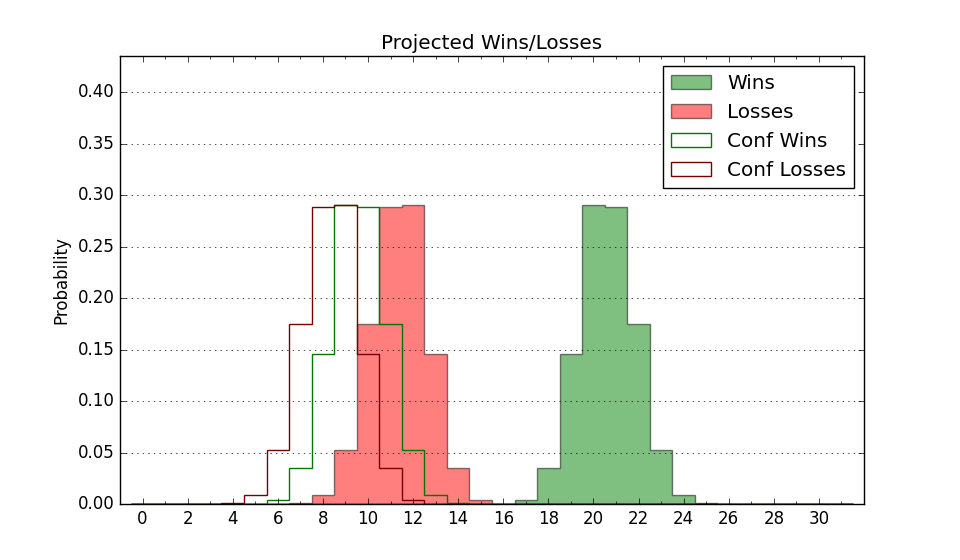 Projected Wins/Losses
Wins
Losses
Conf Wins
Conf Losses
Probability
0.40
0.35
0.30
0.25
0.20
0.15
0.10
0.05
0.00
0 2 4 6 8 10 12 14 16 18 20 22 24 26 28 30